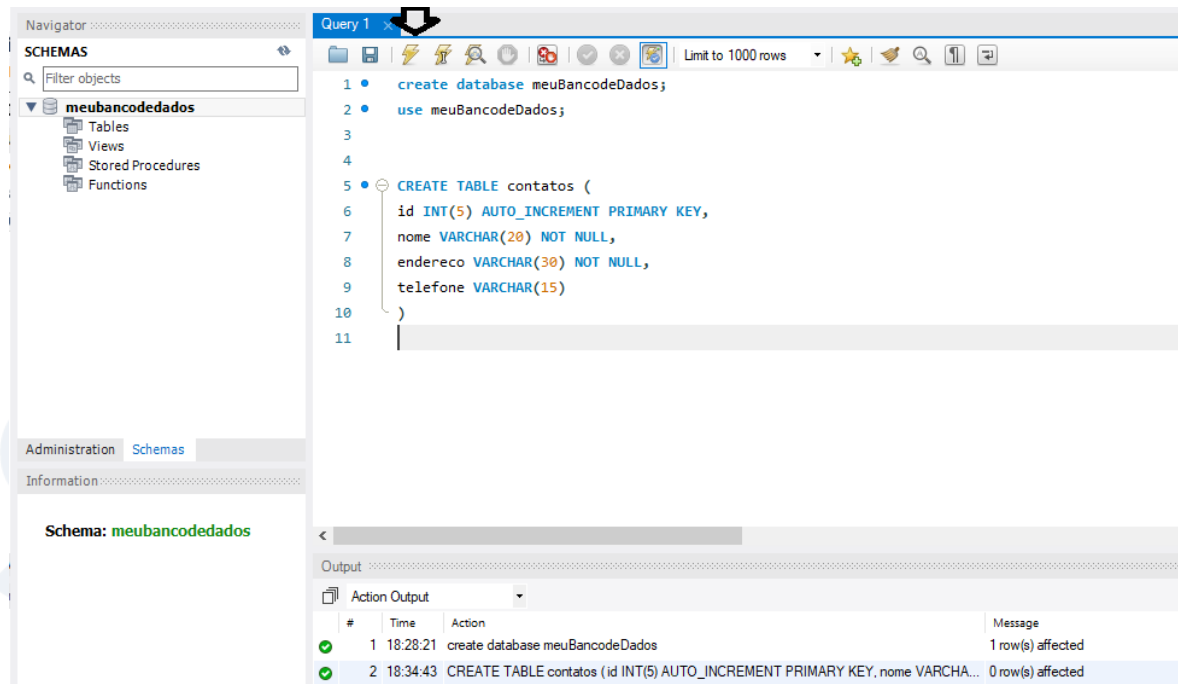 Navigator
SCHEMAS
Filter objects
meubancodedados
Tables
Views
Stored Procedures
Functions
Administration Schemas
Information
Schema: meubancodedados
Query 1
Limit to 1000 rows
1 create database meuBancodeDados;
2 use meuBancodeDados;
3
4
5 CREATE TABLE contatos (
6 id INT(5) AUTO_INCREMENT PRIMARY KEY,
7 nome VARCHAR(20) NOT NULL,
8 endereco VARCHAR(30) NOT NULL,
9 telefone VARCHAR(15)
10 )
11
Output
Action Output
# Time Action Message
1 18:28:21 create database meuBancodeDados 1 row(s) affected
2 18:34:43 CREATE TABLE contatos ( id INT(5) AUTO_INCREMENT PRIMARY KEY, nome VARCHA... 0 row(s) affected